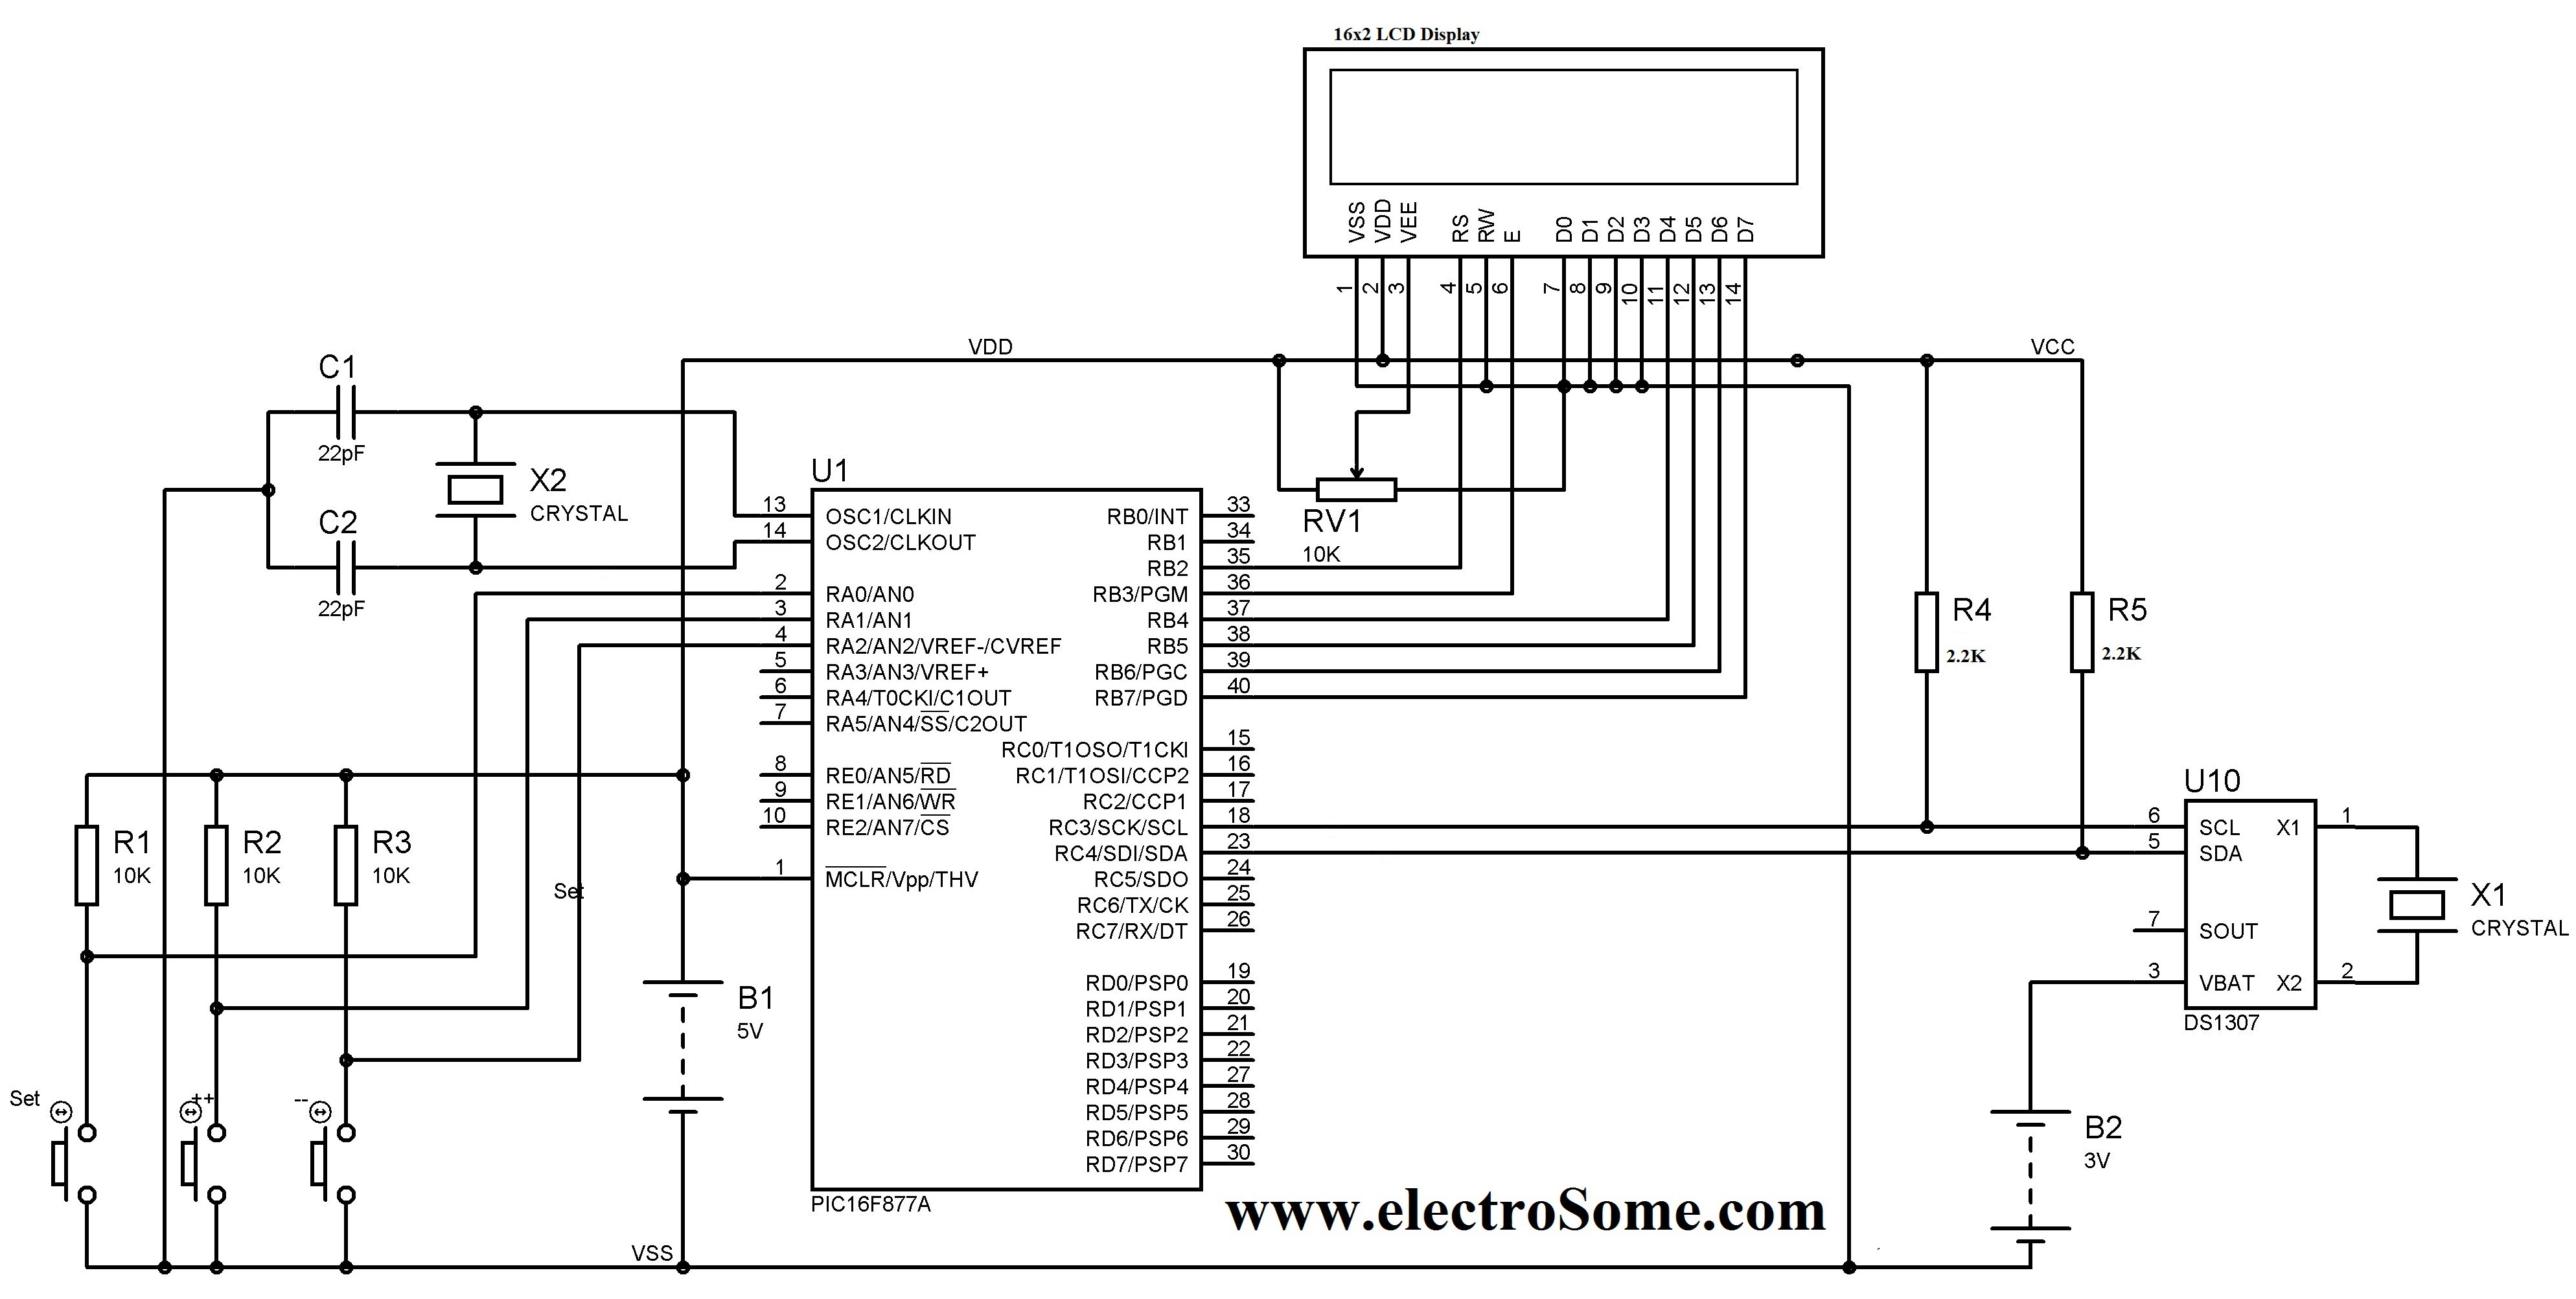 16x2 LCD Display
VSS
VDD
VEE
RS
RW
E
D0
D1
D2
D3
D4
D5
D6
D7
1
2
3
4
5
6
7
8
9
10
11
12
13
14
VDD
VCC
C1
22pF
X2
CRYSTAL
C2
22pF
U1
13 OSC1/CLKIN
14 OSC2/CLKOUT
2 RA0/AN0
3 RA1/AN1
4 RA2/AN2/VREF-/CVREF
5 RA3/AN3/VREF+
6 RA4/T0CKI/C1OUT
7 RA5/AN4/SS/C2OUT
8 RE0/AN5/RD
9 RE1/AN6/WR
10 RE2/AN7/CS
1 MCLR/Vpp/THV
RB0/INT 33
RB1 34
RB2 35
RB3/PGM 36
RB4 37
RB5 38
RB6/PGC 39
RB7/PGD 40
RC0/T1OSO/T1CKI 15
RC1/T1OSI/CCP2 16
RC2/CCP1 17
RC3/SCK/SCL 18
RC4/SDI/SDA 23
RC5/SDO 24
RC6/TX/CK 25
RC7/RX/DT 26
RD0/PSP0 19
RD1/PSP1 20
RD2/PSP2 21
RD3/PSP3 22
RD4/PSP4 27
RD5/PSP5 28
RD6/PSP6 29
RD7/PSP7 30
PIC16F877A
RV1
10K
R4
2.2K
R5
2.2K
R1
10K
R2
10K
R3
10K
Set
B1
5V
U10
6 SCL
5 SDA
7 SOUT
3 VBAT
X1 1
X2 2
DS1307
X1
CRYSTAL
B2
3V
Set
++
--
VSS
www.electroSome.com